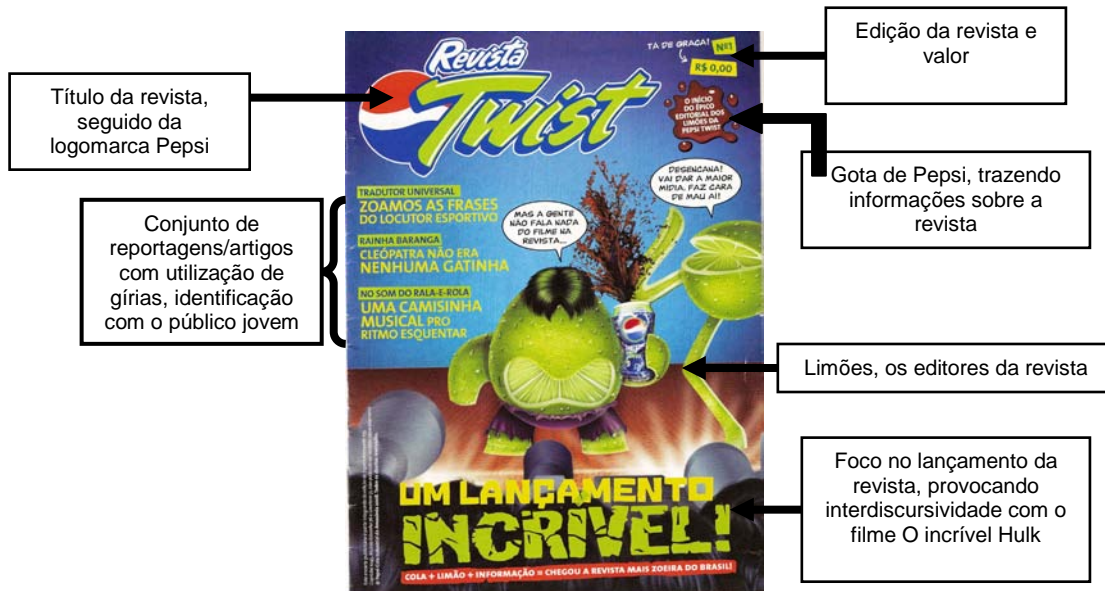 Título da revista,
seguido da
logomarca Pepsi
Conjunto de
reportagens/artigos
com utilização de
gírias, identificação
com o público jovem
Revista
Twist
TA DE GRAÇA!
Nº1
R$ 0,00
O INÍCIO
DO ÉPICO
EDITORIAL DOS
LIMÕES DA
PEPSI TWIST
TRADUTOR UNIVERSAL
ZOAMOS AS FRASES
DO LOCUTOR ESPORTIVO
RAINHA BARANGA
CLEÓPATRA NÃO ERA
NENHUMA GATINHA
NO SOM DO RALA-E-ROLA
UMA CAMISINHA
MUSICAL PRO
RITMO ESQUENTAR
MAS A GENTE
NÃO FALA NADA
DO FILME NA
REVISTA...
DESENCANA!
VAI DAR A MAIOR
MÍDIA. FAZ CARA
DE MAU AÍ!
UM LANÇAMENTO
INCRÍVEL!
COLA + LIMÃO + INFORMAÇÃO = CHEGOU A REVISTA MAIS ZOEIRA DO BRASIL!
Edição da revista e
valor
Gota de Pepsi, trazendo
informações sobre a
revista
Limões, os editores da revista
Foco no lançamento da
revista, provocando
interdiscursividade com o
filme O incrível Hulk